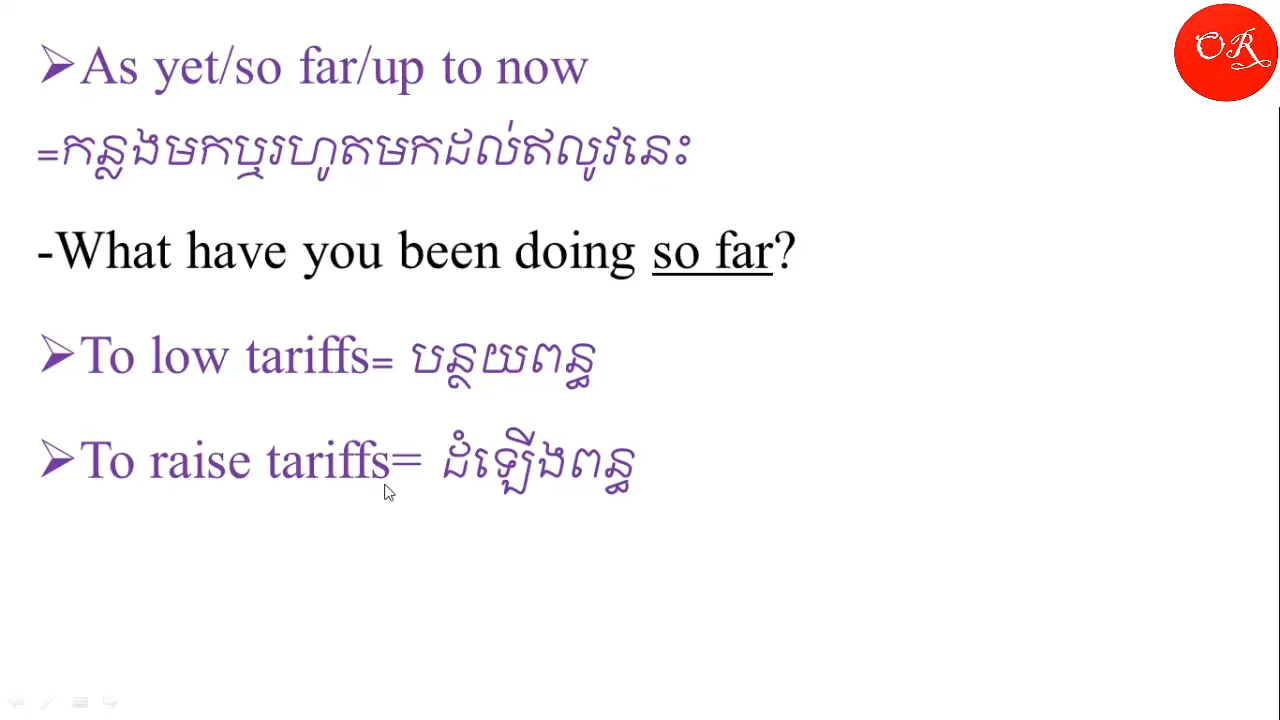 OR
➢As yet/so far/up to now
=កន្លងមកឬរហូតមកដល់ឥលូវនេះ
-What have you been doing so far?
➢To low tariffs= បន្ថយពន្ធ
➢To raise tariffs= ដំឡើងពន្ធ